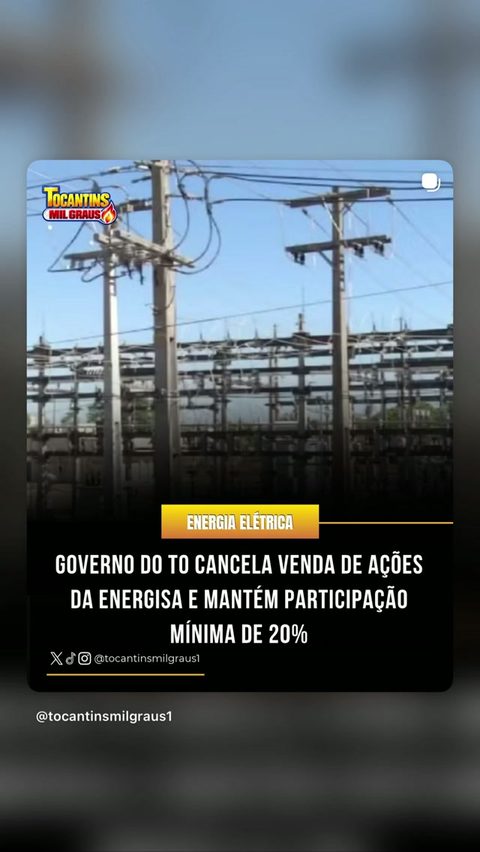 TOCANTINS
MIL GRAUS
ENERGIA ELÉTRICA
GOVERNO DO TO CANCELA VENDA DE AÇÕES
DA ENERGISA E MANTÉM PARTICIPAÇÃO
MÍNIMA DE 20%
@tocantinsmilgraus1
@tocantinsmilgraus1